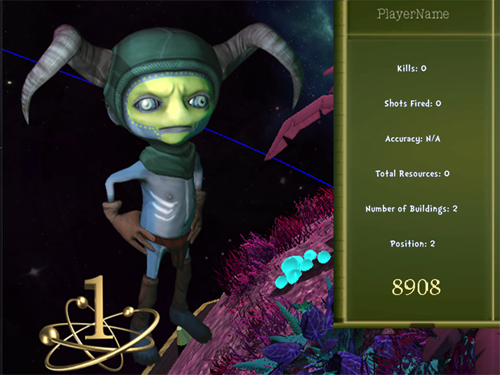 PlayerName
Kills: 0
Shots Fired: 0
Accuracy: N/A
Total Resources: 0
Number of Buildings: 2
Position: 2
8908
1